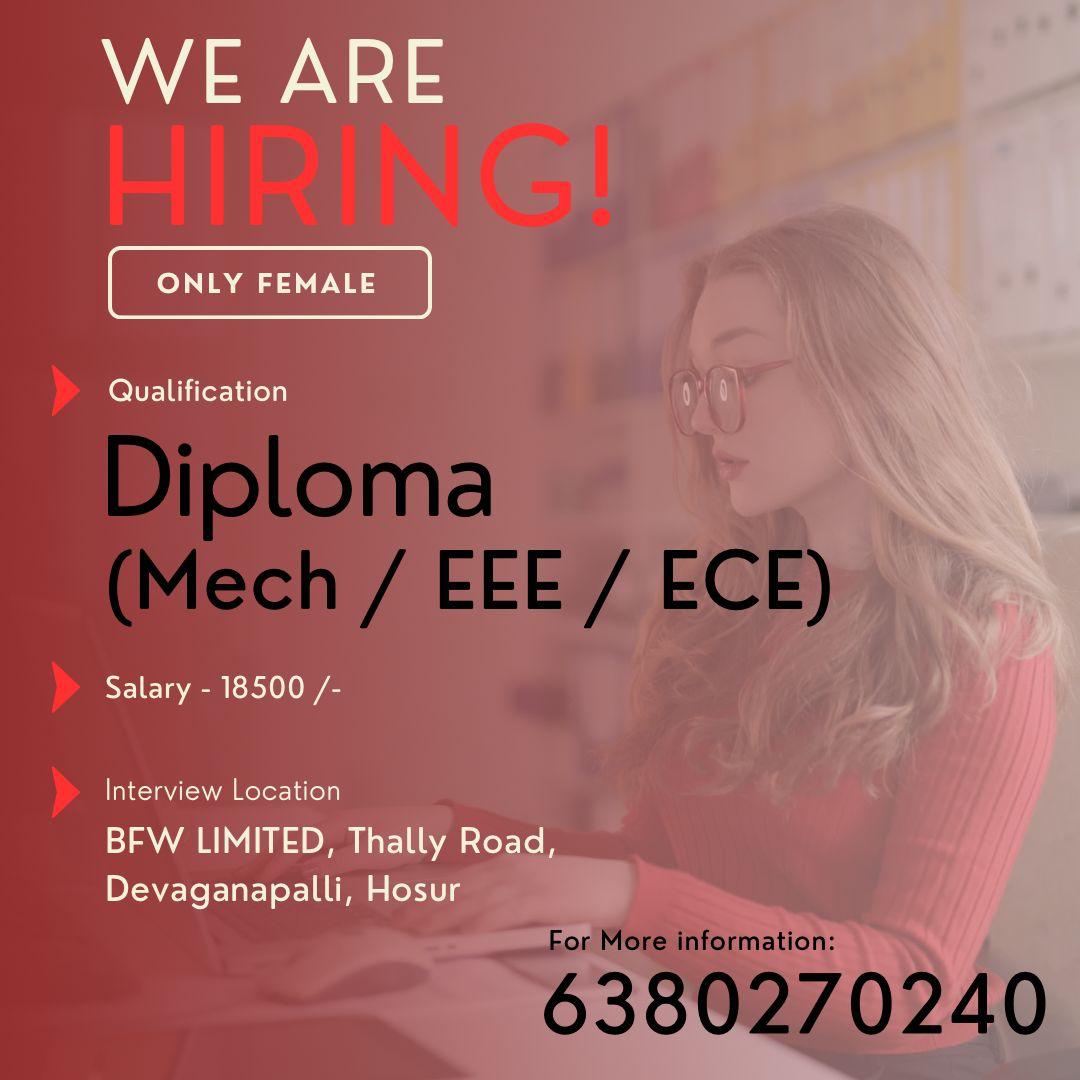 WE ARE
HIRING!
ONLY FEMALE
Qualification
Diploma
(Mech / EEE / ECE)
Salary - 18500 /-
Interview Location
BFW LIMITED, Thally Road,
Devaganapalli, Hosur
For More information:
6380270240